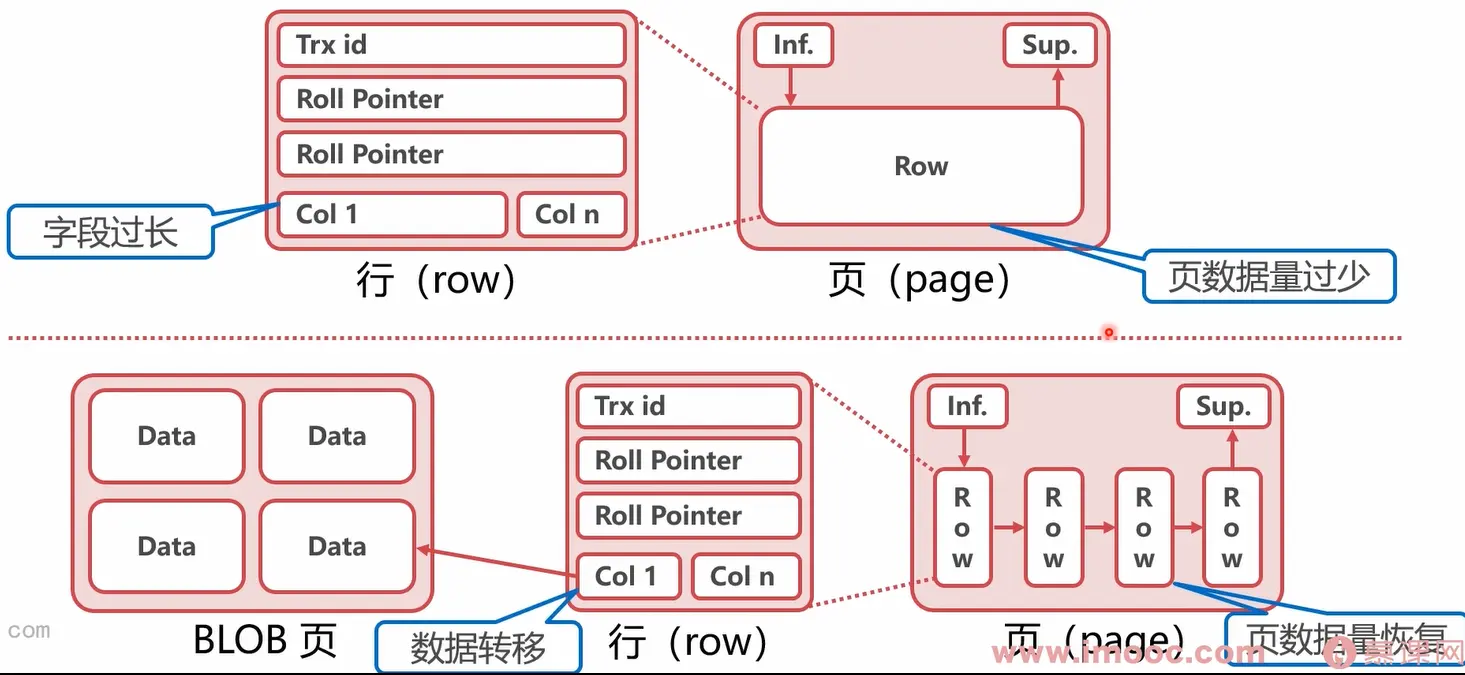 Trx id
Roll Pointer
Roll Pointer
Col 1
Col n
字段过长
行（row）
Inf.
Sup.
Row
页数据量过少
页（page）
Data
Data
Data
Data
BLOB 页
Trx id
Roll Pointer
Roll Pointer
Col 1
Col n
数据转移
行（row）
Inf.
Sup.
Row
Row
Row
Row
页数据量恢复
页（page）
com
www.imooc.com
慕课网